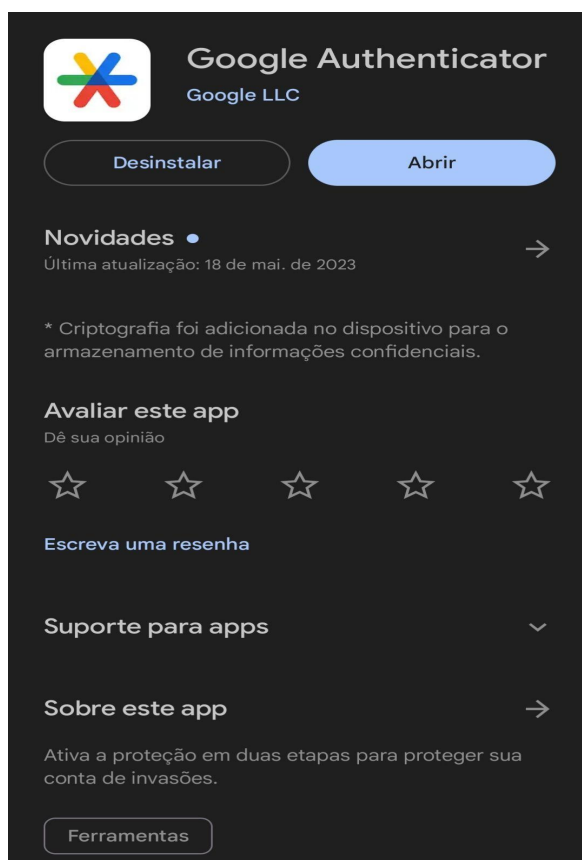 Google Authenticator
Google LLC
Desinstalar
Abrir
Novidades
Última atualização: 18 de mai. de 2023
* Criptografia foi adicionada no dispositivo para o
armazenamento de informações confidenciais.
Avaliar este app
Dê sua opinião
Escreva uma resenha
Suporte para apps
Sobre este app
Ativa a proteção em duas etapas para proteger sua
conta de invasões.
Ferramentas